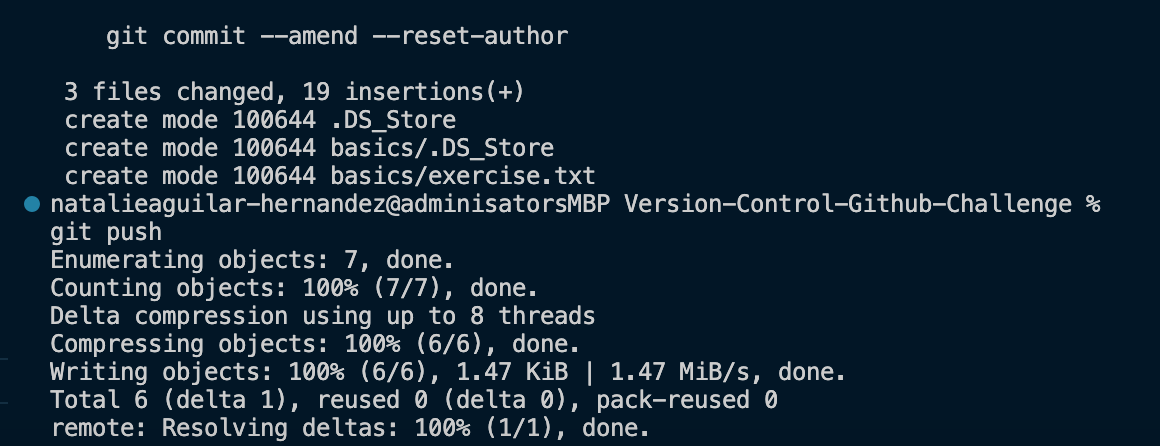 git commit --amend --reset-author
3 files changed, 19 insertions(+)
create mode 100644 .DS_Store
create mode 100644 basics/.DS_Store
create mode 100644 basics/exercise.txt
natalieaguilar-hernandez@adminisatorsMBP Version-Control-Github-Challenge %
git push
Enumerating objects: 7, done.
Counting objects: 100% (7/7), done.
Delta compression using up to 8 threads
Compressing objects: 100% (6/6), done.
Writing objects: 100% (6/6), 1.47 KiB | 1.47 MiB/s, done.
Total 6 (delta 1), reused 0 (delta 0), pack-reused 0
remote: Resolving deltas: 100% (1/1), done.